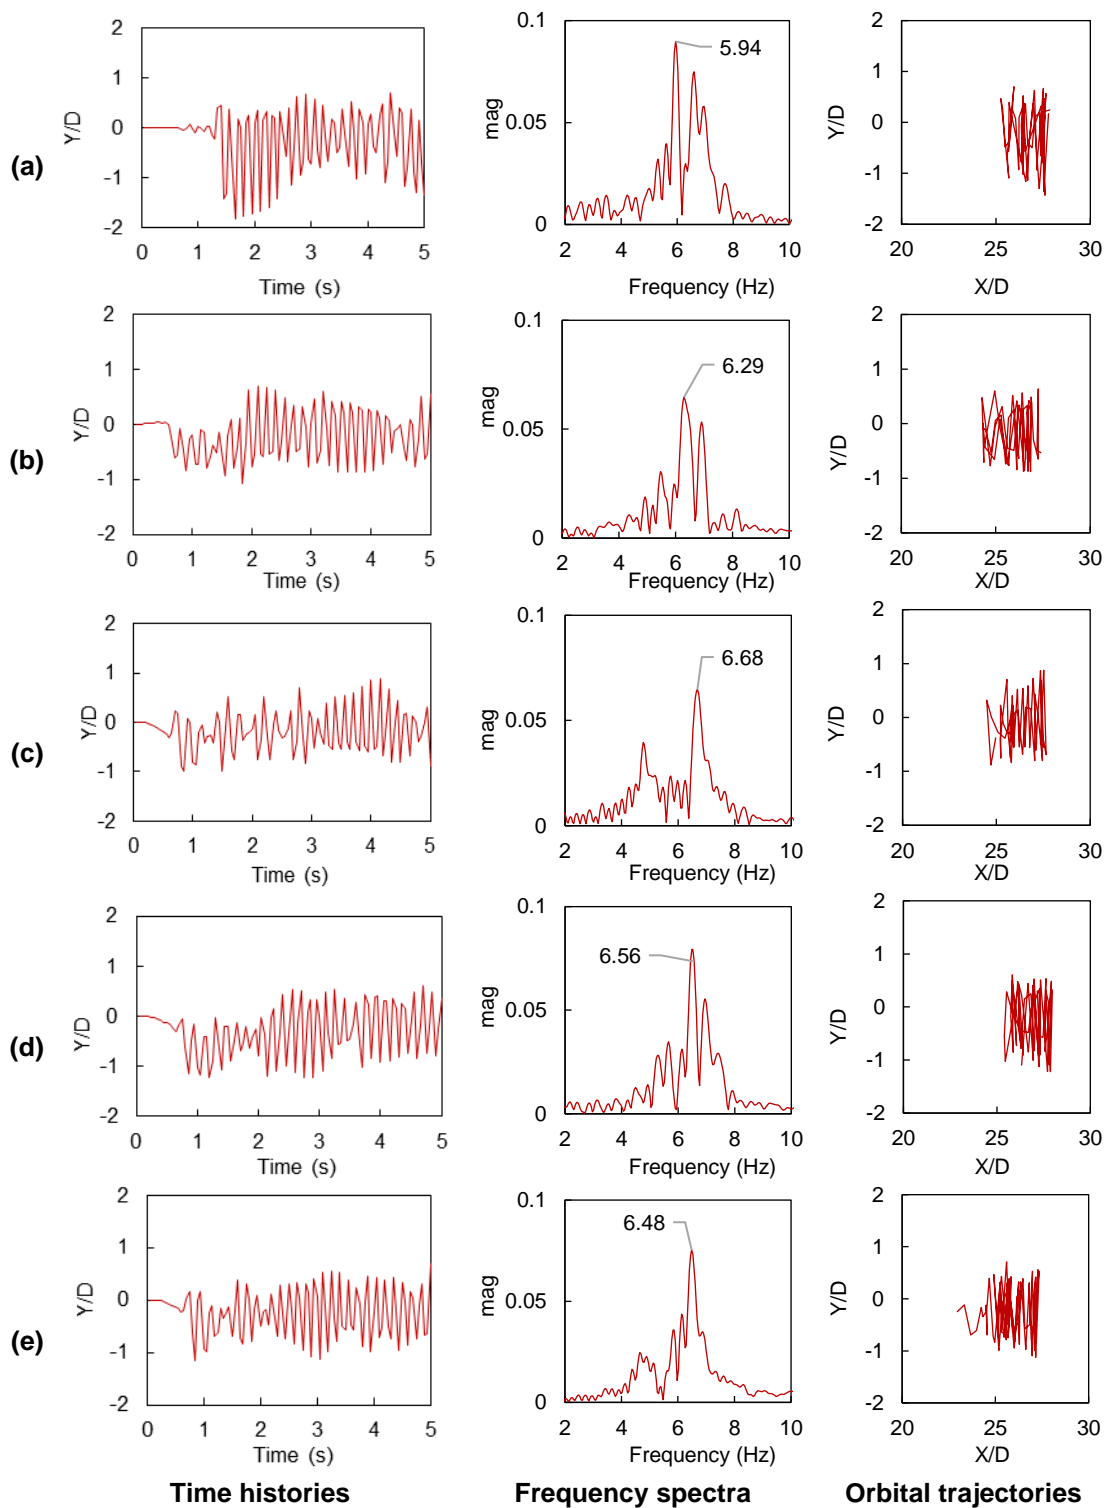 (a)
2
1
0
-1
-2
Y/D
0 1 2 3 4 5
Time (s)
0.1
0.05
0
mag
5.94
2 4 6 8 10
Frequency (Hz)
2
1
0
-1
-2
Y/D
20 25 30
X/D
(b)
2
1
0
-1
-2
Y/D
0 1 2 3 4 5
Time (s)
0.1
0.05
0
mag
6.29
2 4 6 8 10
Frequency (Hz)
2
1
0
-1
-2
Y/D
20 25 30
X/D
(c)
2
1
0
-1
-2
Y/D
0 1 2 3 4 5
Time (s)
0.1
0.05
0
mag
6.68
2 4 6 8 10
Frequency (Hz)
2
1
0
-1
-2
Y/D
20 25 30
X/D
(d)
2
1
0
-1
-2
Y/D
0 1 2 3 4 5
Time (s)
0.1
0.05
0
mag
6.56
2 4 6 8 10
Frequency (Hz)
2
1
0
-1
-2
Y/D
20 25 30
X/D
(e)
2
1
0
-1
-2
Y/D
0 1 2 3 4 5
Time (s)
0.1
0.05
0
mag
6.48
2 4 6 8 10
Frequency (Hz)
2
1
0
-1
-2
Y/D
20 25 30
X/D
Time histories Frequency spectra Orbital trajectories